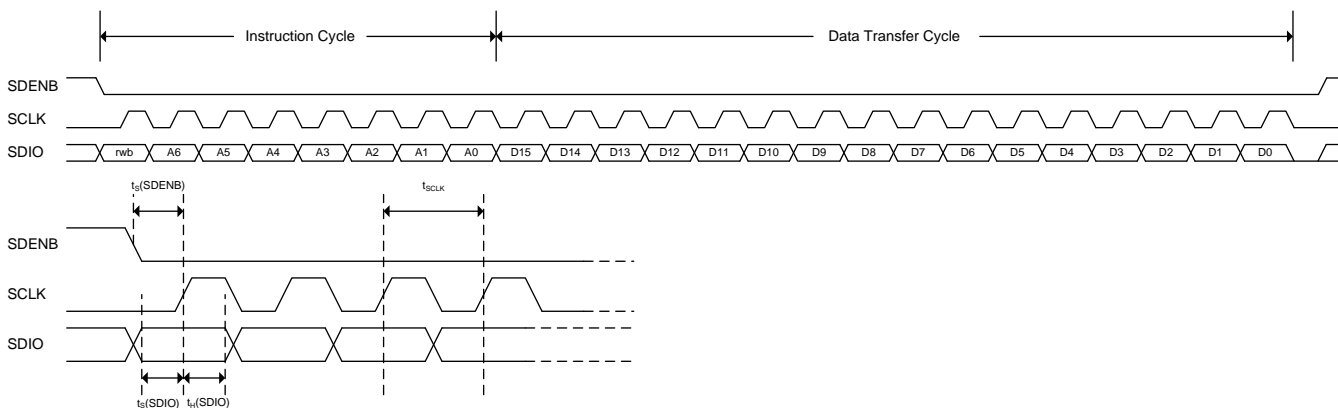 Instruction Cycle Data Transfer Cycle
SDENB
SCLK
SDIO rwb A6 A5 A4 A3 A2 A1 A0 D15 D14 D13 D12 D11 D10 D9 D8 D7 D6 D5 D4 D3 D2 D1 D0
tS(SDENB) tSCLK
SDENB
SCLK
SDIO
tS(SDIO) tH(SDIO)